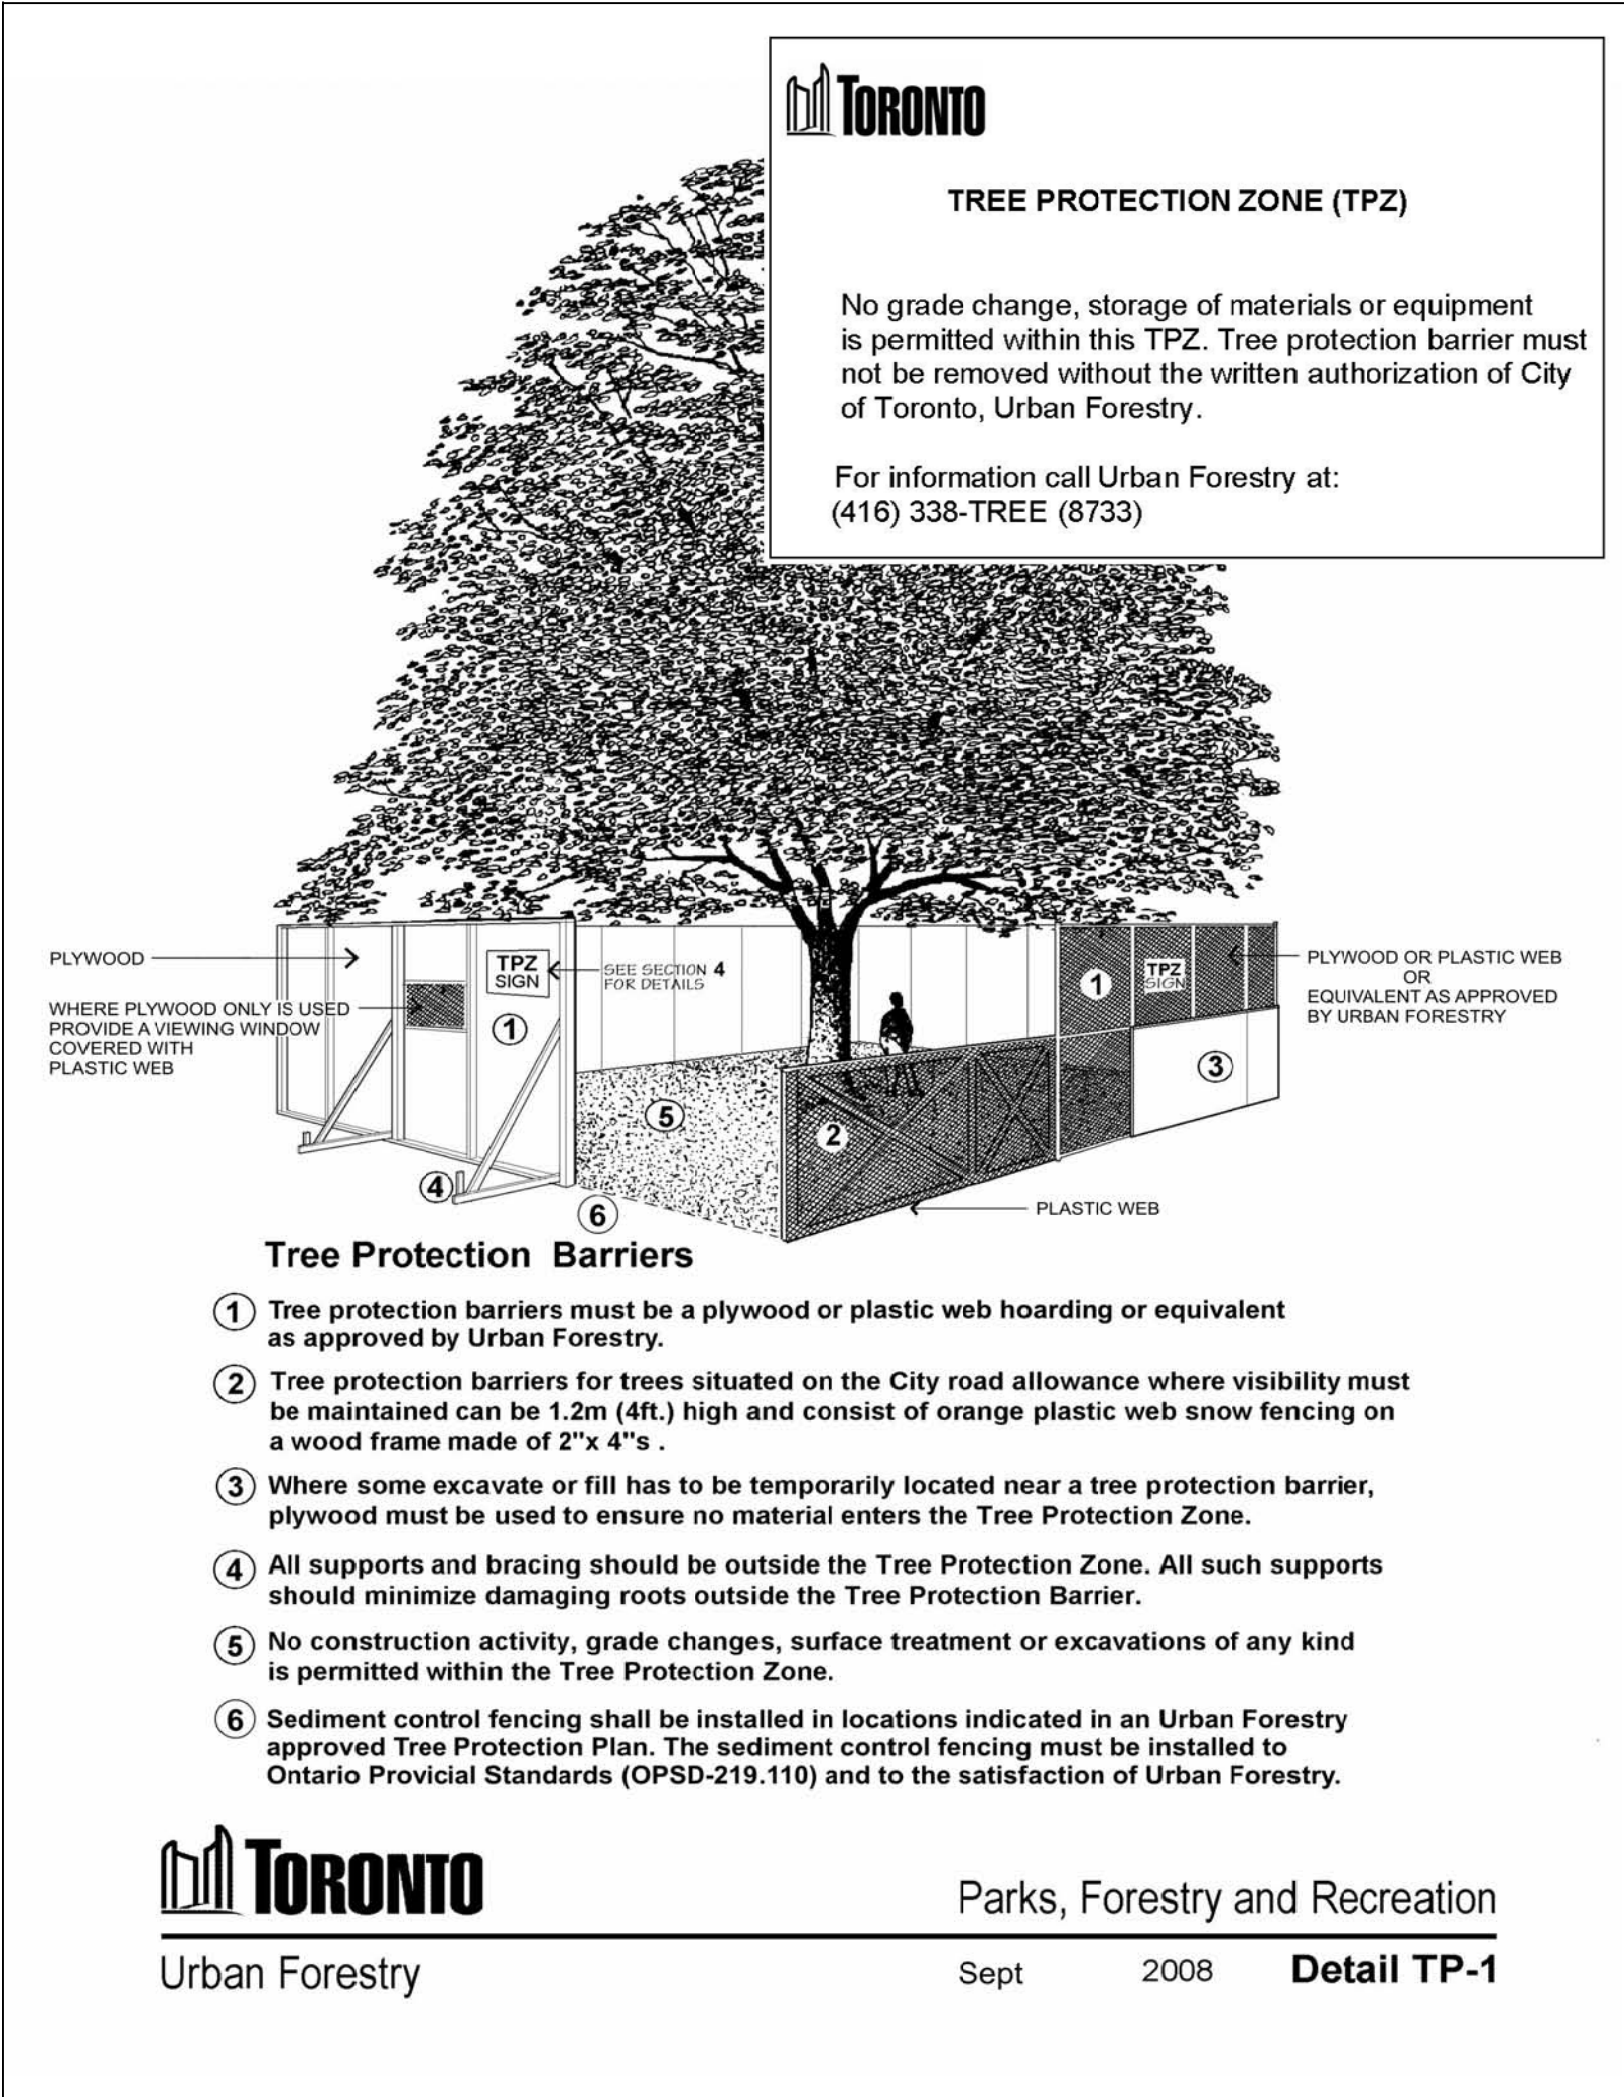 TORONTO
TREE PROTECTION ZONE (TPZ)
No grade change, storage of materials or equipment
is permitted within this TPZ. Tree protection barrier must
not be removed without the written authorization of City
of Toronto, Urban Forestry.
For information call Urban Forestry at:
(416) 338-TREE (8733)
PLYWOOD
WHERE PLYWOOD ONLY IS USED
PROVIDE A VIEWING WINDOW
COVERED WITH
PLASTIC WEB
TPZ
SIGN
SEE SECTION 4
FOR DETAILS
1
5
4
6
2
1
TPZ
SIGN
3
PLYWOOD OR PLASTIC WEB
OR
EQUIVALENT AS APPROVED
BY URBAN FORESTRY
PLASTIC WEB
Tree Protection Barriers
1 Tree protection barriers must be a plywood or plastic web hoarding or equivalent
as approved by Urban Forestry.
2 Tree protection barriers for trees situated on the City road allowance where visibility must
be maintained can be 1.2m (4ft.) high and consist of orange plastic web snow fencing on
a wood frame made of 2"x 4"s .
3 Where some excavate or fill has to be temporarily located near a tree protection barrier,
plywood must be used to ensure no material enters the Tree Protection Zone.
4 All supports and bracing should be outside the Tree Protection Zone. All such supports
should minimize damaging roots outside the Tree Protection Barrier.
5 No construction activity, grade changes, surface treatment or excavations of any kind
is permitted within the Tree Protection Zone.
6 Sediment control fencing shall be installed in locations indicated in an Urban Forestry
approved Tree Protection Plan. The sediment control fencing must be installed to
Ontario Provicial Standards (OPSD-219.110) and to the satisfaction of Urban Forestry.
TORONTO
Parks, Forestry and Recreation
Urban Forestry
Sept 2008 Detail TP-1